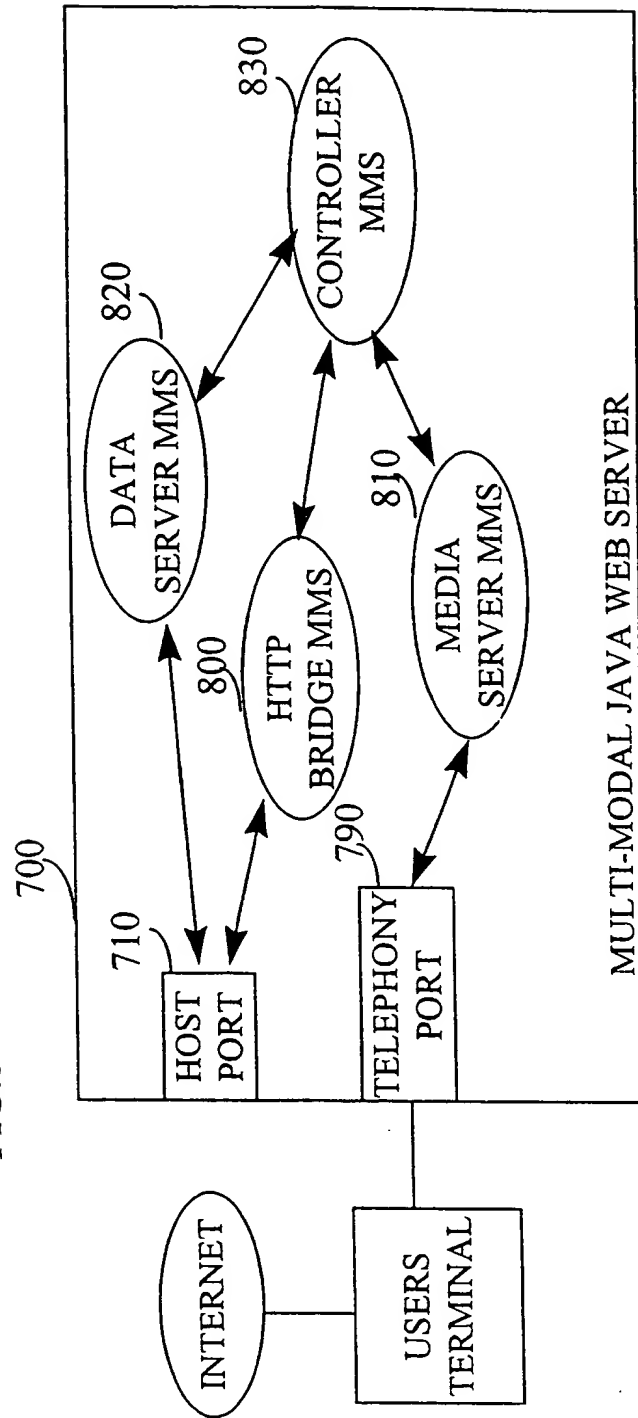 700
710
HOST
PORT
DATA
SERVER MMS
820
800
HTTP
BRIDGE MMS
CONTROLLER
MMS
830
INTERNET
USERS
TERMINAL
790
TELEPHONY
PORT
810
MEDIA
SERVER MMS
MULTI-MODAL JAVA WEB SERVER